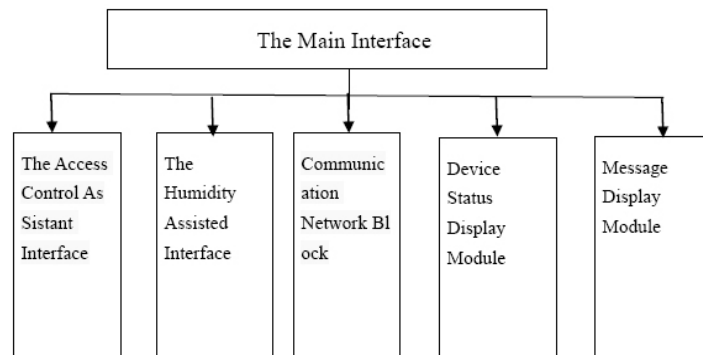 The Main Interface
The Access
Control As
Sistant
Interface
The
Humidity
Assisted
Interface
Communic
ation
Network Bl
ock
Device
Status
Display
Module
Message
Display
Module